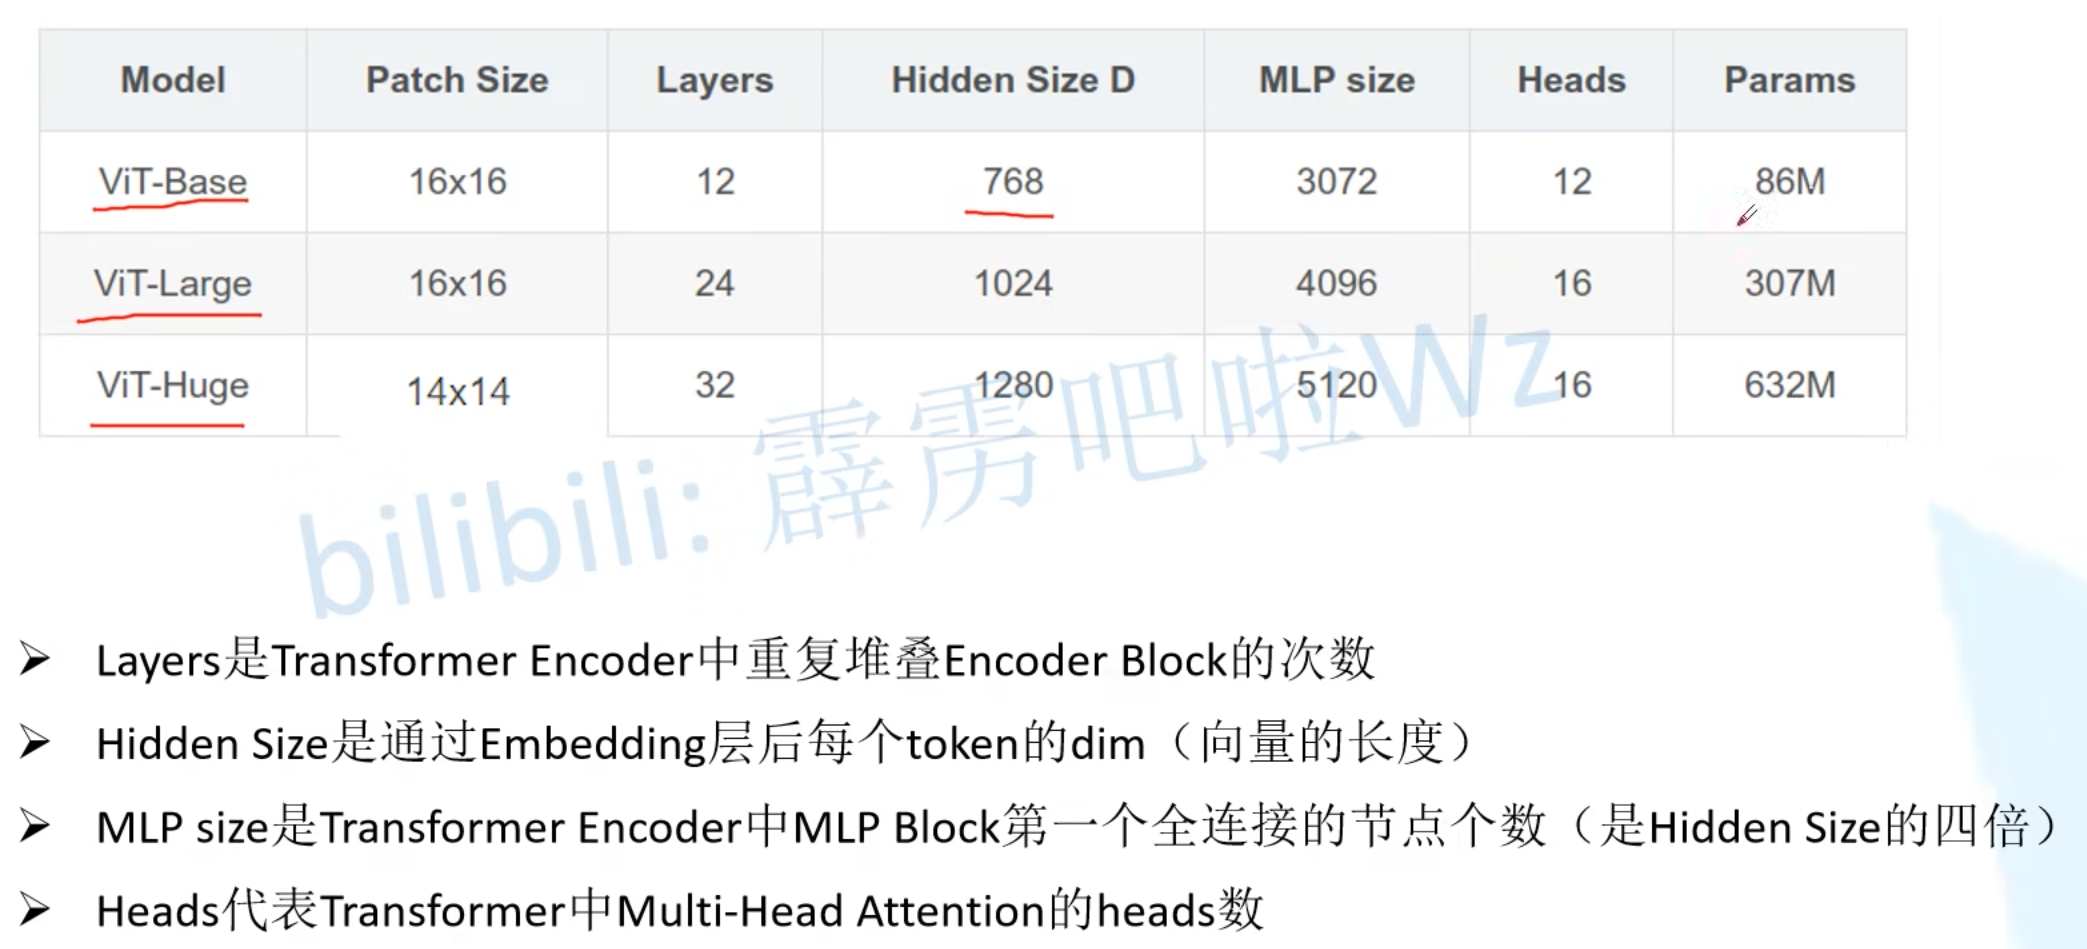 Model Patch Size Layers Hidden Size D MLP size Heads Params
ViT-Base 16x16 12 768 3072 12 86M
ViT-Large 16x16 24 1024 4096 16 307M
ViT-Huge 14x14 32 1280 5120 16 632M
bilibili: 霹雳吧啦Wz
Layers是Transformer Encoder中重复堆叠Encoder Block的次数
Hidden Size是通过Embedding层后每个token的dim（向量的长度）
MLP size是Transformer Encoder中MLP Block第一个全连接的节点个数（是Hidden Size的四倍）
Heads代表Transformer中Multi-Head Attention的heads数